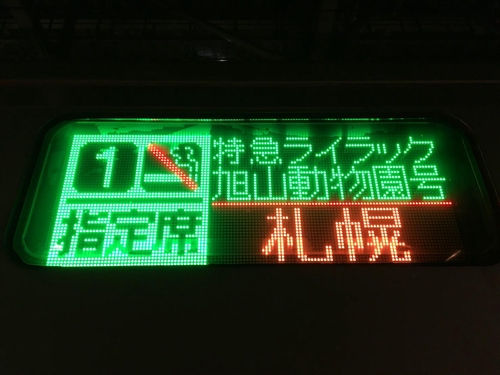 1
特急ライラック
旭山動物園号
指定席
札幌